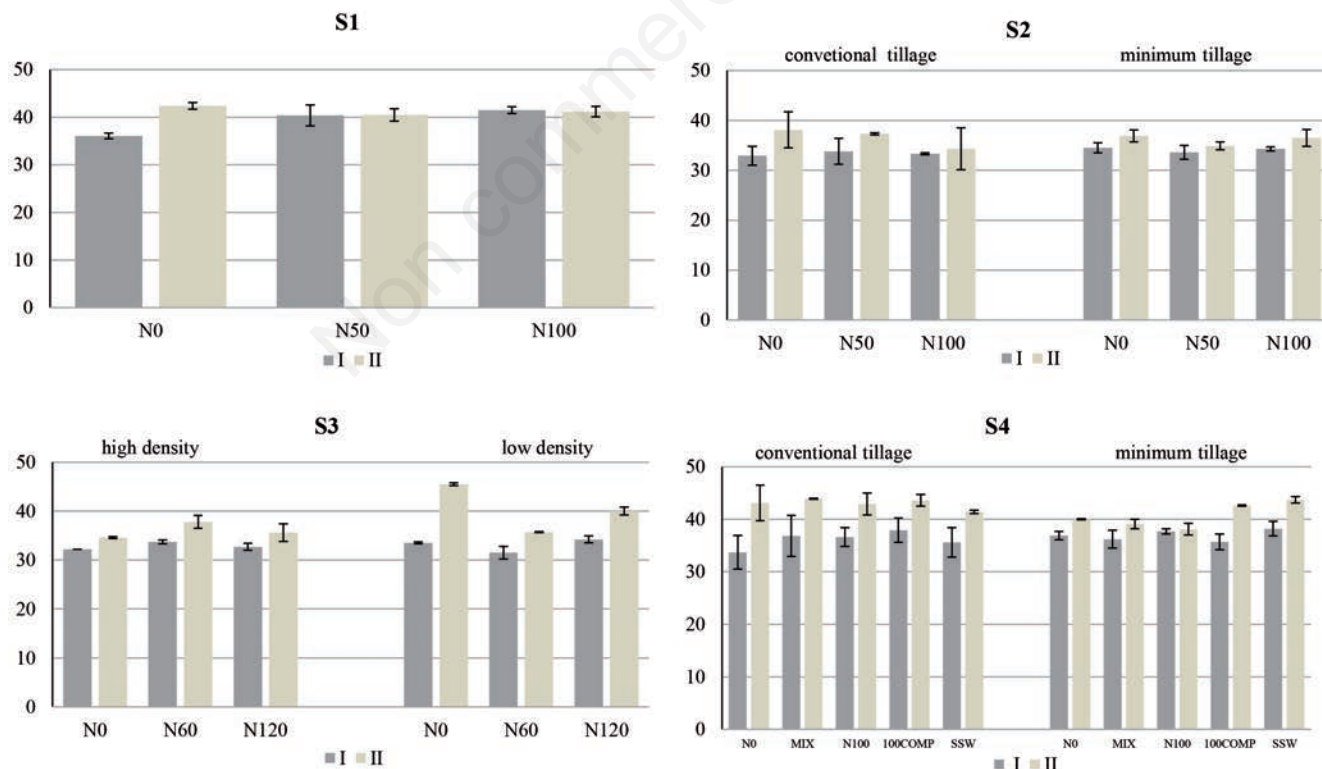 S1
50
40
30
20
10
0
N0 N50 N100
I II
S2
convetional tillage minimum tillage
50
40
30
20
10
0
N0 N50 N100 N0 N50 N100
I II
S3
high density low density
50
40
30
20
10
0
N0 N60 N120 N0 N60 N120
I II
S4
conventional tillage minimum tillage
50
40
30
20
10
0
N0 MIX N100 100COMP SSW N0 MIX N100 100COMP SSW
I II
Non commer